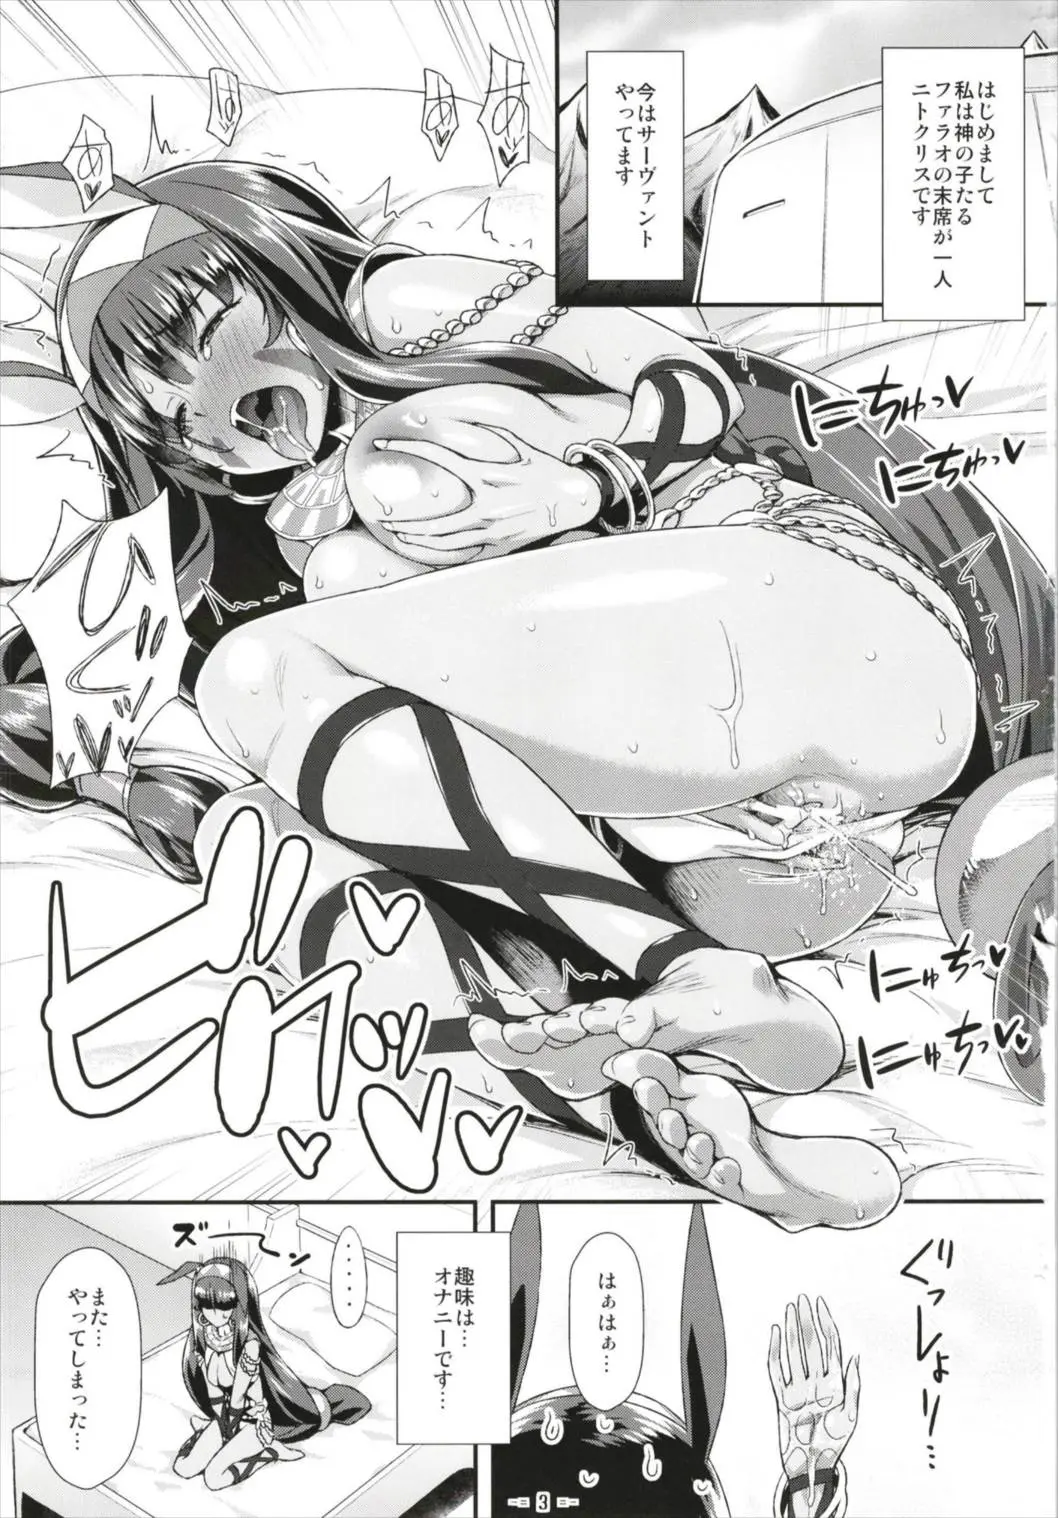 はじめまして
私は神の子たる
ファラオの末席が一人
ニトクリスです
今はサーヴァント
やってます
にちゅっ♥
にちゅっ♥
ビクッビクッ♥♥
にゅちっ♥
にゅちっ♥
はぁはぁ…
ぐっしょり…
趣味は…
オナニーです…
ズーン
・・・・・
また…
やってしまった…
3